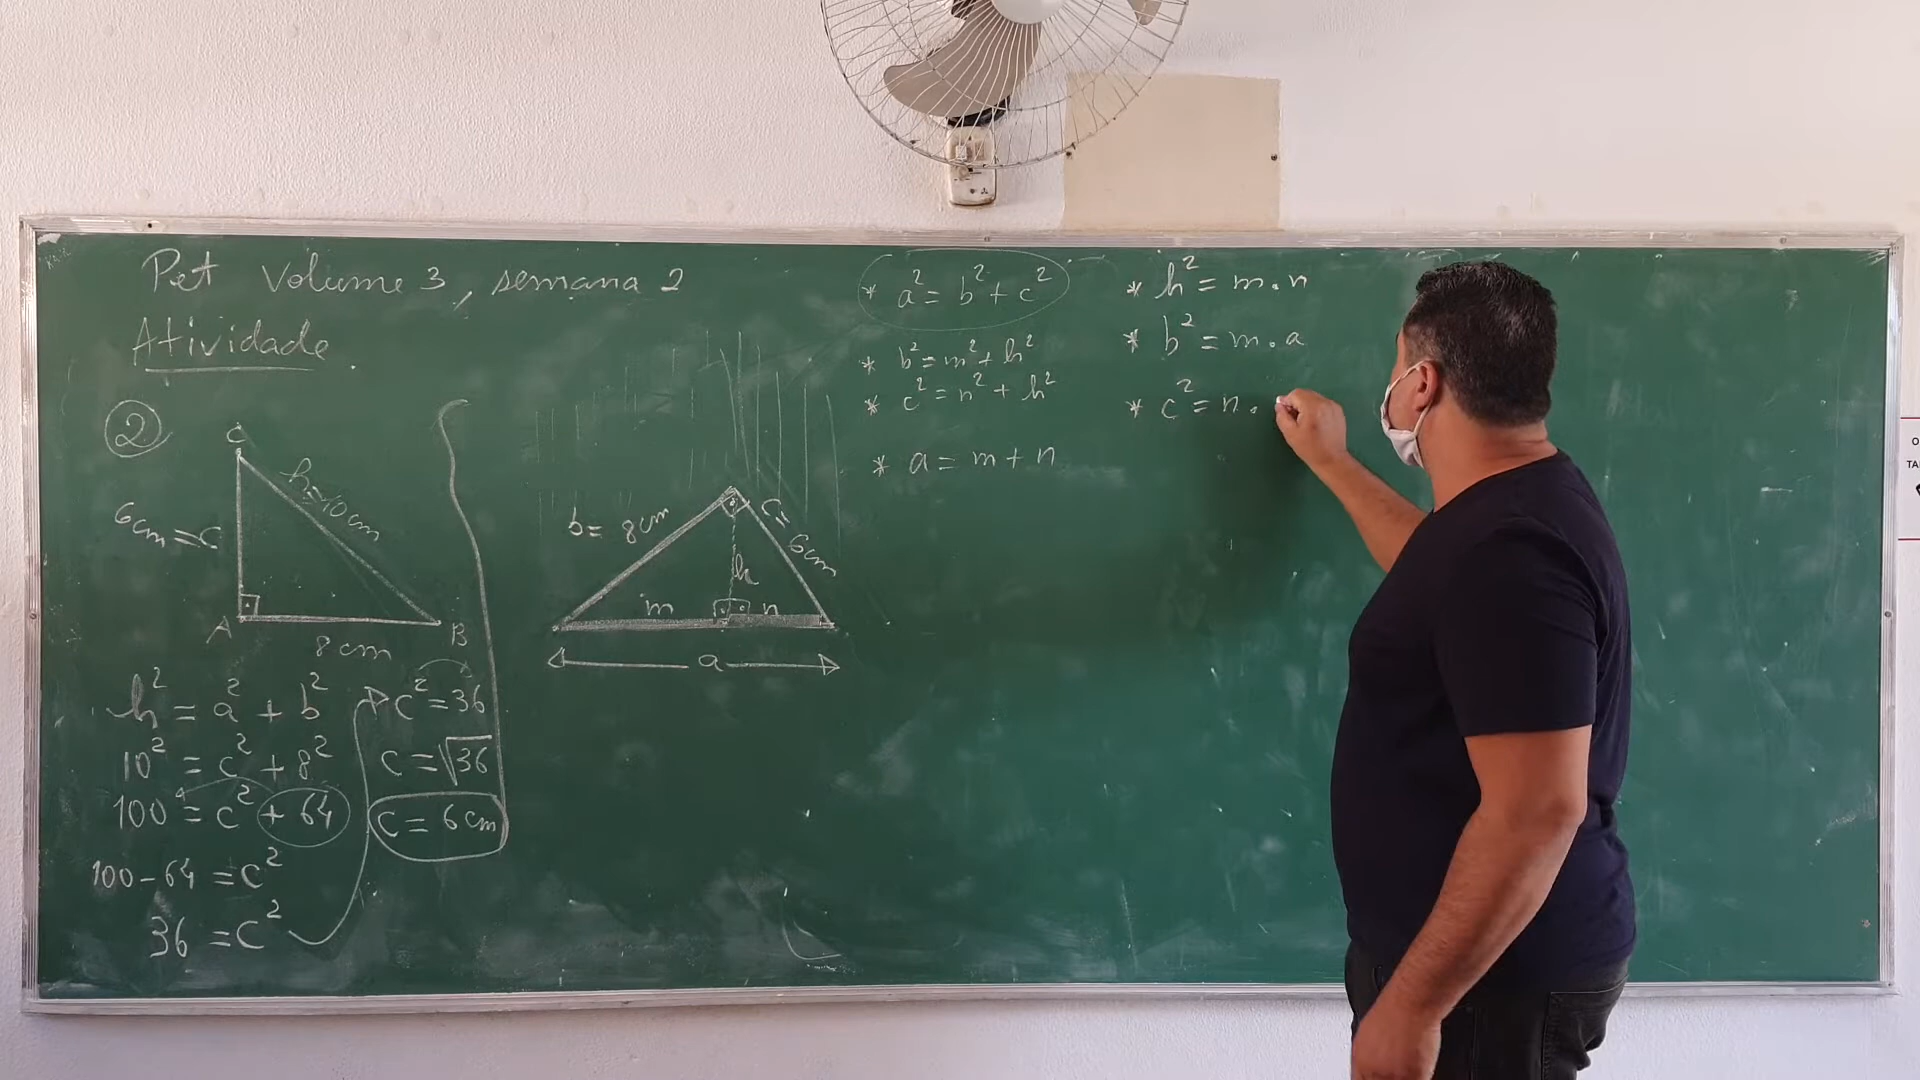 Pet Volume 3, semana 2
Atividade.
2
C
6cm = C
h=10cm
A
8cm
B
h² = a² + b²
10² = c² + 8²
100 = c² + 64
100-64 = c²
36 = c²
c² = 36
c = √36
c = 6cm
b = 8cm
c = 6cm
h
m
n
a
* a² = b² + c²
* b² = m² + h²
* c² = n² + h²
* a = m + n
* h² = m . n
* b² = m . a
* c² = n .